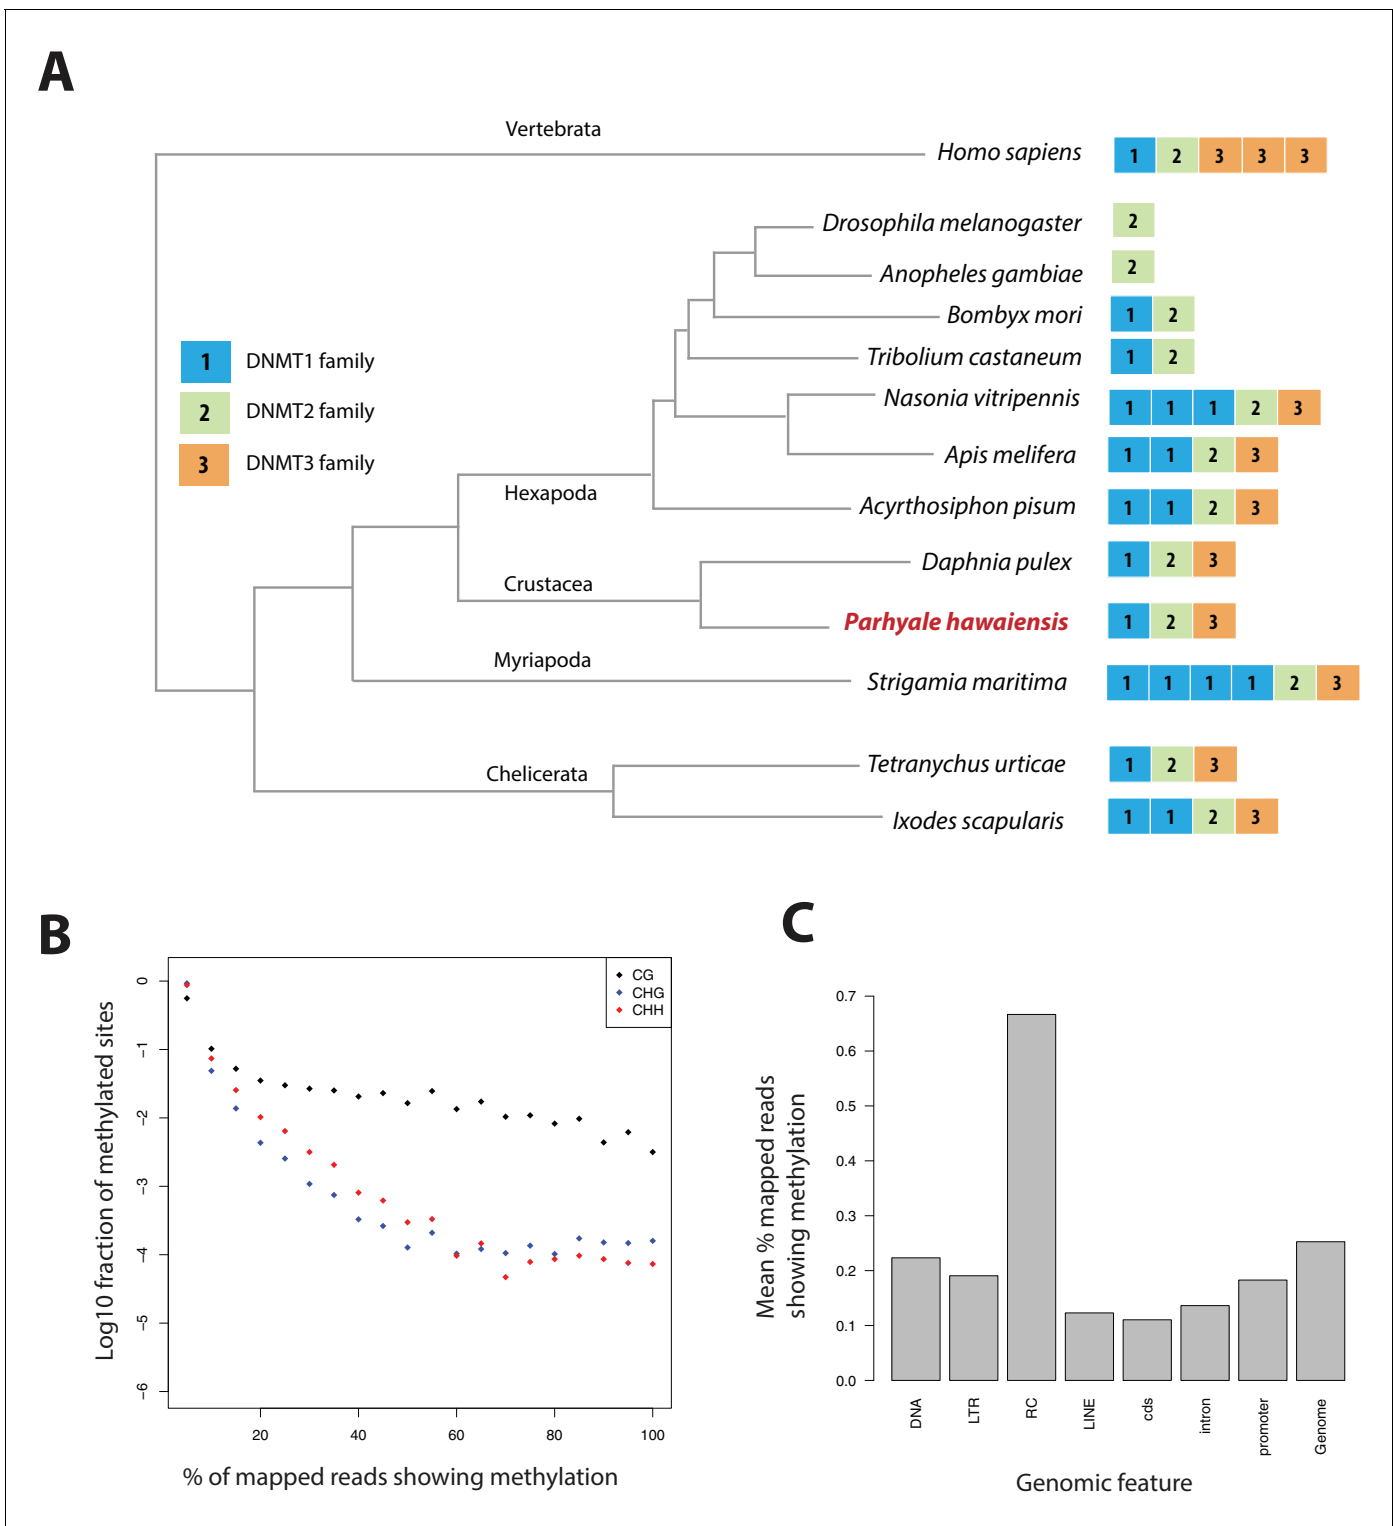 A
Vertebrata
Homo sapiens
1 2 3 3 3
Drosophila melanogaster
2
Anopheles gambiae
2
Bombyx mori
1 2
Tribolium castaneum
1 2
Nasonia vitripennis
1 1 1 2 3
Apis melifera
1 1 2 3
Acyrthosiphon pisum
1 1 2 3
Daphnia pulex
1 2 3
Parhyale hawaiensis
1 2 3
Strigamia maritima
1 1 1 1 2 3
Tetranychus urticae
1 2 3
Ixodes scapularis
1 1 2 3
1 DNMT1 family
2 DNMT2 family
3 DNMT3 family
Hexapoda
Crustacea
Myriapoda
Chelicerata
B
Log10 fraction of methylated sites
0
-1
-2
-3
-4
-5
-6
CG
CHG
CHH
20 40 60 80 100
% of mapped reads showing methylation
C
Mean % mapped reads
showing methylation
0.7
0.6
0.5
0.4
0.3
0.2
0.1
0.0
DNA
LTR
RC
LINE
cds
intron
promoter
Genome
Genomic feature